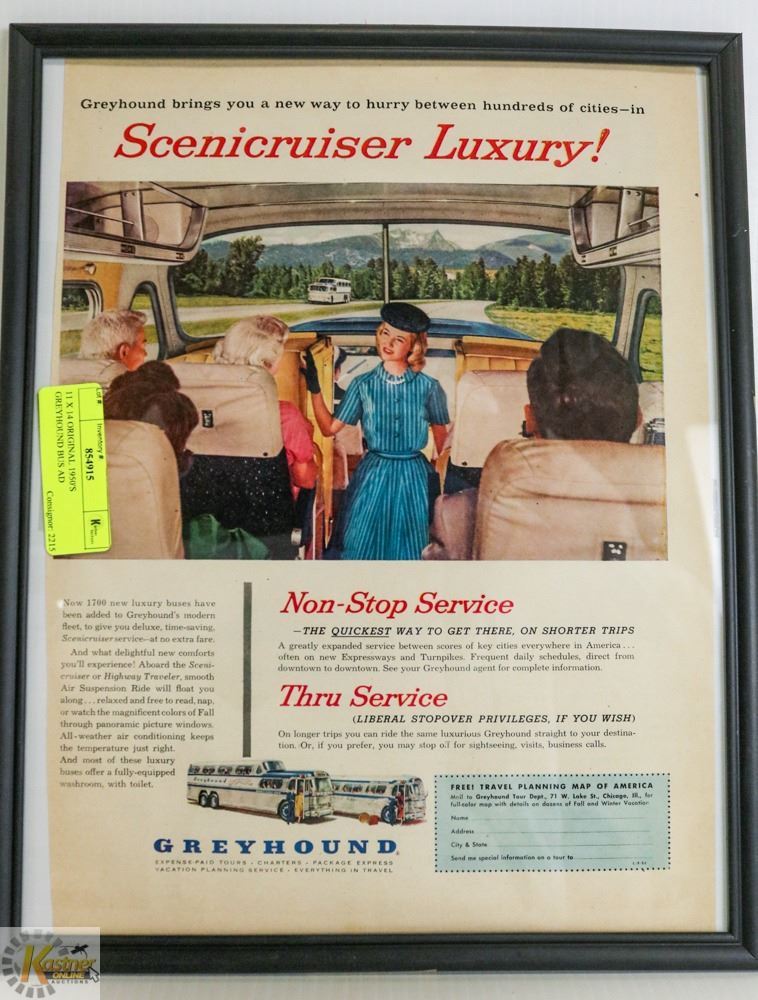 Greyhound brings you a new way to hurry between hundreds of cities—in
Scenicruiser Luxury!
Lot #
Inventory #
854915
11 X 14 ORIGINAL 1950'S
GREYHOUND BUS AD
Consignor: 2215
Now 1700 new luxury buses have
been added to Greyhound's modern
fleet, to give you deluxe, time-saving,
Scenicruiser service—at no extra fare.
And what delightful new comforts
you'll experience! Aboard the Sceni-
cruiser or Highway Traveler, smooth
Air Suspension Ride will float you
along . . . relaxed and free to read, nap,
or watch the magnificent colors of Fall
through panoramic picture windows.
All-weather air conditioning keeps
the temperature just right.
And most of these luxury
buses offer a fully-equipped
washroom, with toilet.
Non-Stop Service
—THE QUICKEST WAY TO GET THERE, ON SHORTER TRIPS
A greatly expanded service between scores of key cities everywhere in America . . .
often on new Expressways and Turnpikes. Frequent daily schedules, direct from
downtown to downtown. See your Greyhound agent for complete information.
Thru Service
(LIBERAL STOPOVER PRIVILEGES, IF YOU WISH)
On longer trips you can ride the same luxurious Greyhound straight to your destina-
tion. Or, if you prefer, you may stop off for sightseeing, visits, business calls.
GREYHOUND
EXPENSE-PAID TOURS · CHARTERS · PACKAGE EXPRESS
VACATION PLANNING SERVICE · EVERYTHING IN TRAVEL
FREE! TRAVEL PLANNING MAP OF AMERICA
Mail to Greyhound Tour Dept., 71 W. Lake St., Chicago, Ill., for
full-color map with details on dozens of Fall and Winter Vacation
Name
Address
City & State
Send me special information on a tour to
Kastner
ONLINE
AUCTIONS